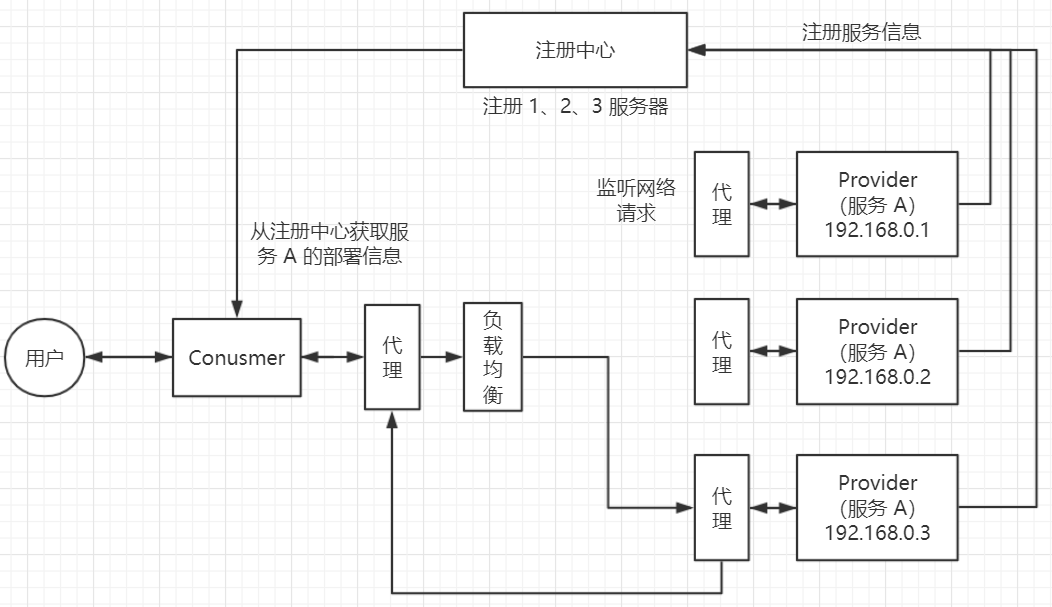 注册中心
注册服务信息
注册 1、2、3 服务器
监听网络
请求
代
理
Provider
（服务 A）
192.168.0.1
从注册中心获取服
务 A 的部署信息
用户
Conusmer
代
理
负
载
均
衡
代
理
Provider
（服务 A）
192.168.0.2
代
理
Provider
（服务 A）
192.168.0.3